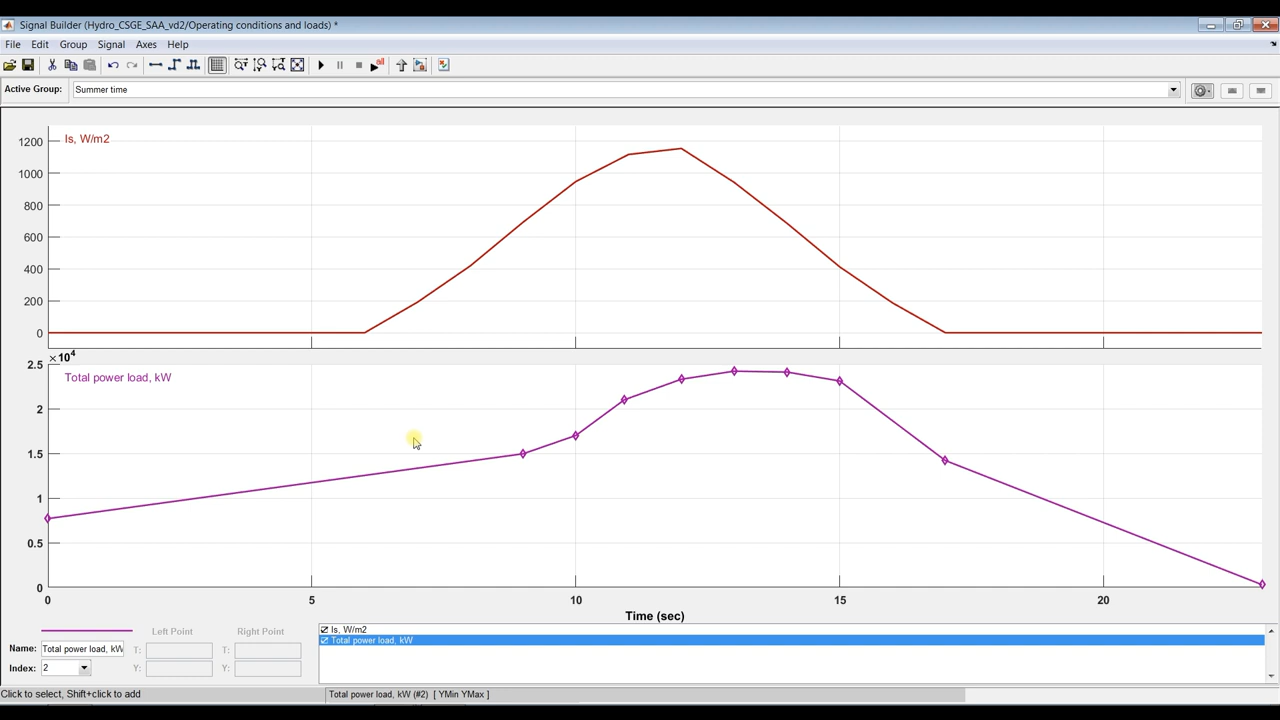 Signal Builder (Hydro_CSGE_SAA_vd2/Operating conditions and loads) *
File Edit Group Signal Axes Help
all
Active Group: Summer time
Is, W/m2
1200
1000
800
600
400
200
0
×10^4
Total power load, kW
2.5
2
1.5
1
0.5
0
0 5 10 15 20
Time (sec)
Left Point Right Point
Name: Total power load, kW T: T:
Index: 2 Y: Y:
Is, W/m2
Total power load, kW
Click to select, Shift+click to add
Total power load, kW (#2) [ YMin YMax ]